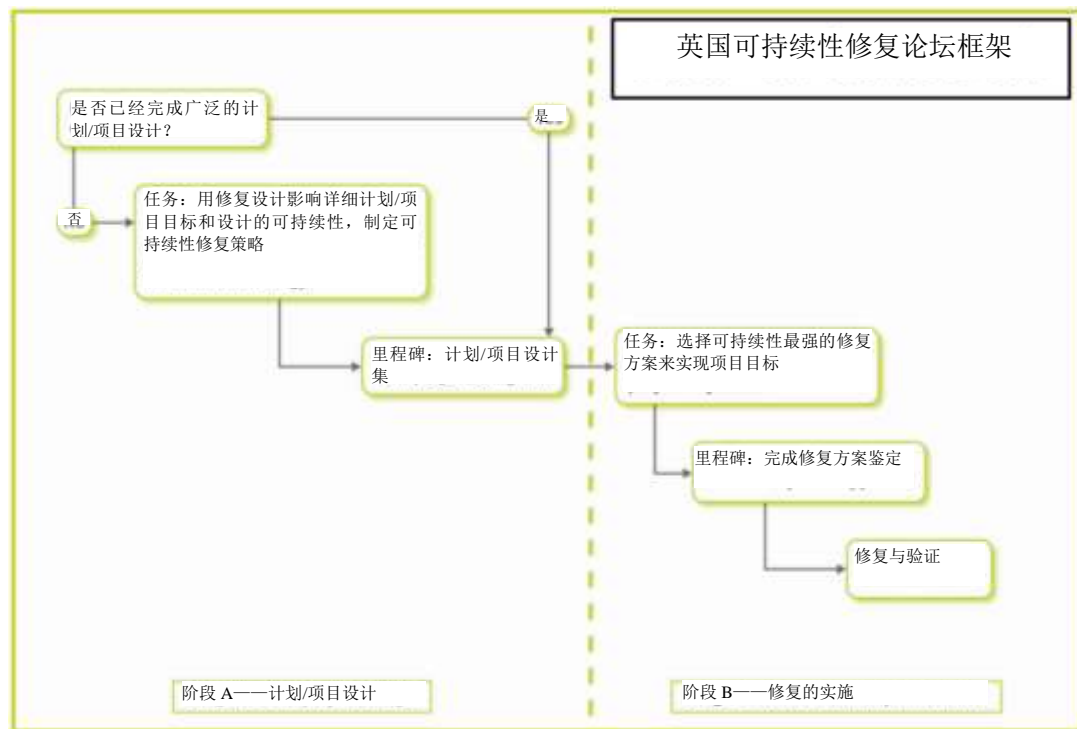 英国可持续性修复论坛框架
是否已经完成广泛的计
划/项目设计？
是
否
任务：用修复设计影响详细计划/项
目目标和设计的可持续性，制定可
持续性修复策略
里程碑：计划/项目设计
集
任务：选择可持续性最强的修复
方案来实现项目目标
里程碑：完成修复方案鉴定
修复与验证
阶段 A——计划/项目设计
阶段 B——修复的实施